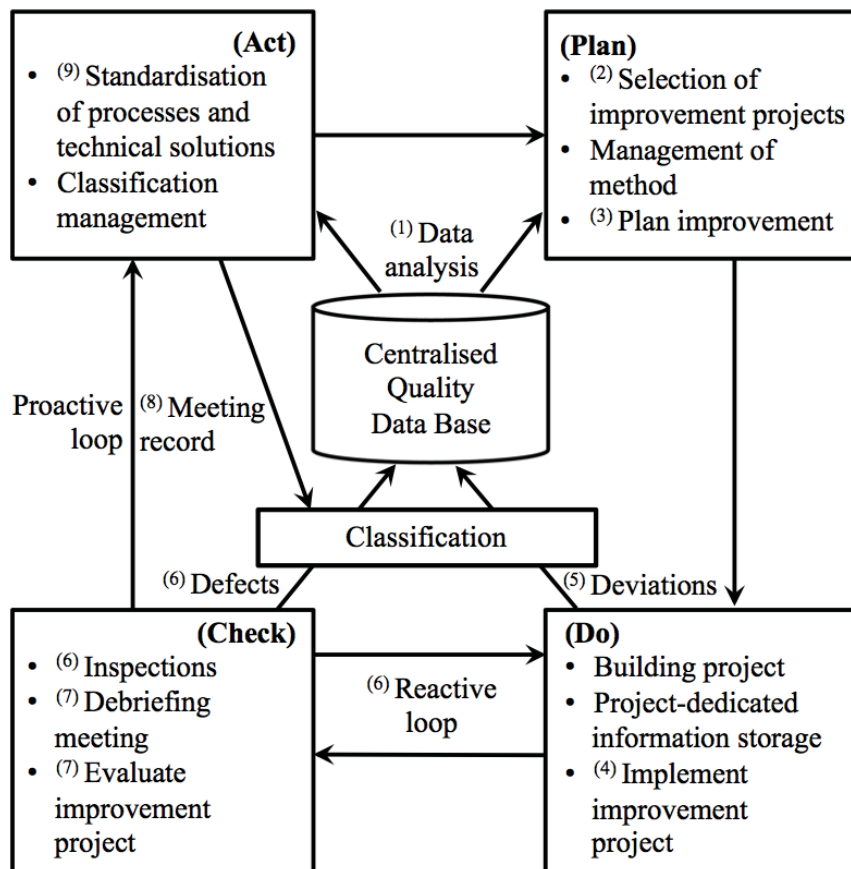 (Act)
• (9) Standardisation
of processes and
technical solutions
• Classification
management
(Plan)
• (2) Selection of
improvement projects
• Management of
method
• (3) Plan improvement
(1) Data
analysis
Centralised
Quality
Data Base
Proactive
loop
(8) Meeting
record
Classification
(6) Defects
(5) Deviations
(Check)
• (6) Inspections
• (7) Debriefing
meeting
• (7) Evaluate
improvement
project
(6) Reactive
loop
(Do)
• Building project
• Project-dedicated
information storage
• (4) Implement
improvement
project